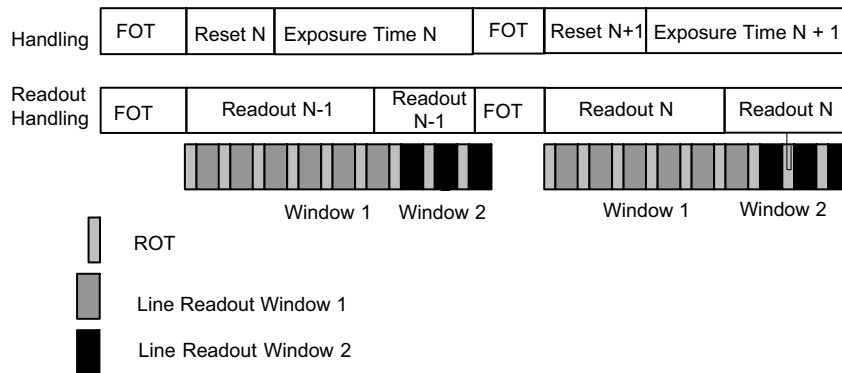 Handling FOT Reset N Exposure Time N FOT Reset N+1 Exposure Time N + 1
Readout
Handling FOT Readout N-1 Readout
N-1 FOT Readout N Readout N
Window 1 Window 2 Window 1 Window 2
ROT
Line Readout Window 1
Line Readout Window 2